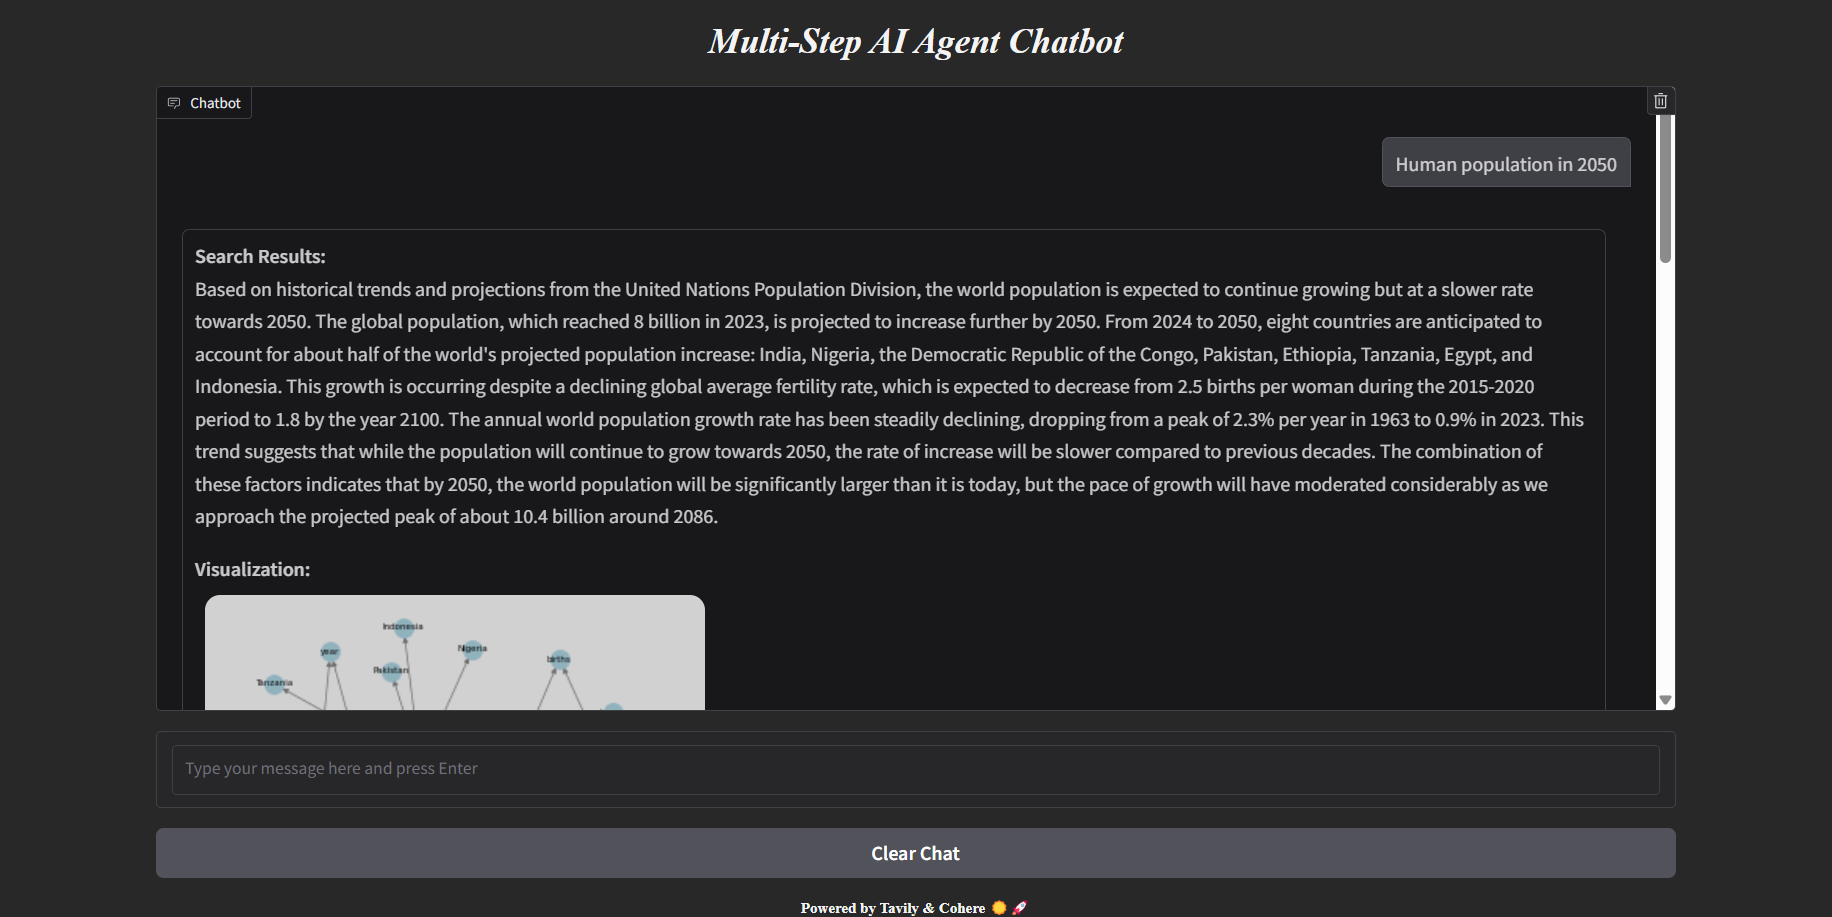 Multi-Step AI Agent Chatbot
Chatbot
Human population in 2050
Search Results:
Based on historical trends and projections from the United Nations Population Division, the world population is expected to continue growing but at a slower rate
towards 2050. The global population, which reached 8 billion in 2023, is projected to increase further by 2050. From 2024 to 2050, eight countries are anticipated to
account for about half of the world's projected population increase: India, Nigeria, the Democratic Republic of the Congo, Pakistan, Ethiopia, Tanzania, Egypt, and
Indonesia. This growth is occurring despite a declining global average fertility rate, which is expected to decrease from 2.5 births per woman during the 2015-2020
period to 1.8 by the year 2100. The annual world population growth rate has been steadily declining, dropping from a peak of 2.3% per year in 1963 to 0.9% in 2023. This
trend suggests that while the population will continue to grow towards 2050, the rate of increase will be slower compared to previous decades. The combination of
these factors indicates that by 2050, the world population will be significantly larger than it is today, but the pace of growth will have moderated considerably as we
approach the projected peak of about 10.4 billion around 2086.
Visualization:
Indonesia
year
Nigeria
births
Pakistan
Tanzania
Type your message here and press Enter
Clear Chat
Powered by Tavily & Cohere